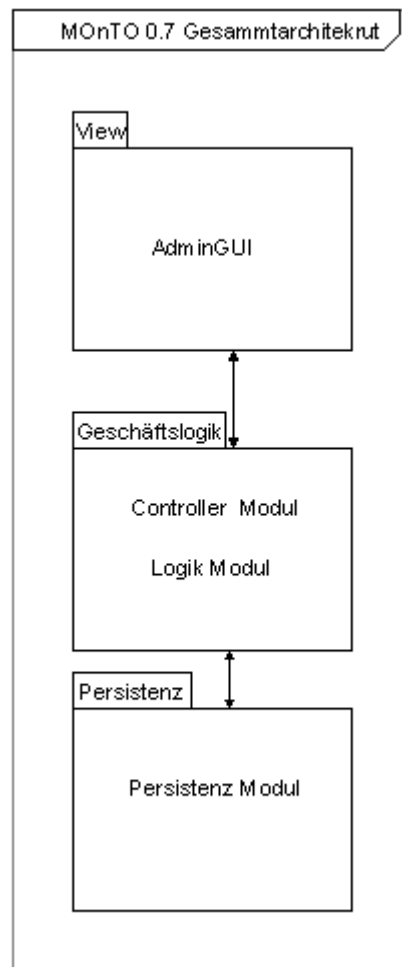 MOnTO 0.7 Gesammtarchitekrut
View
AdminGUI
Geschäftslogik
Controller Modul
Logik Modul
Persistenz
Persistenz Modul